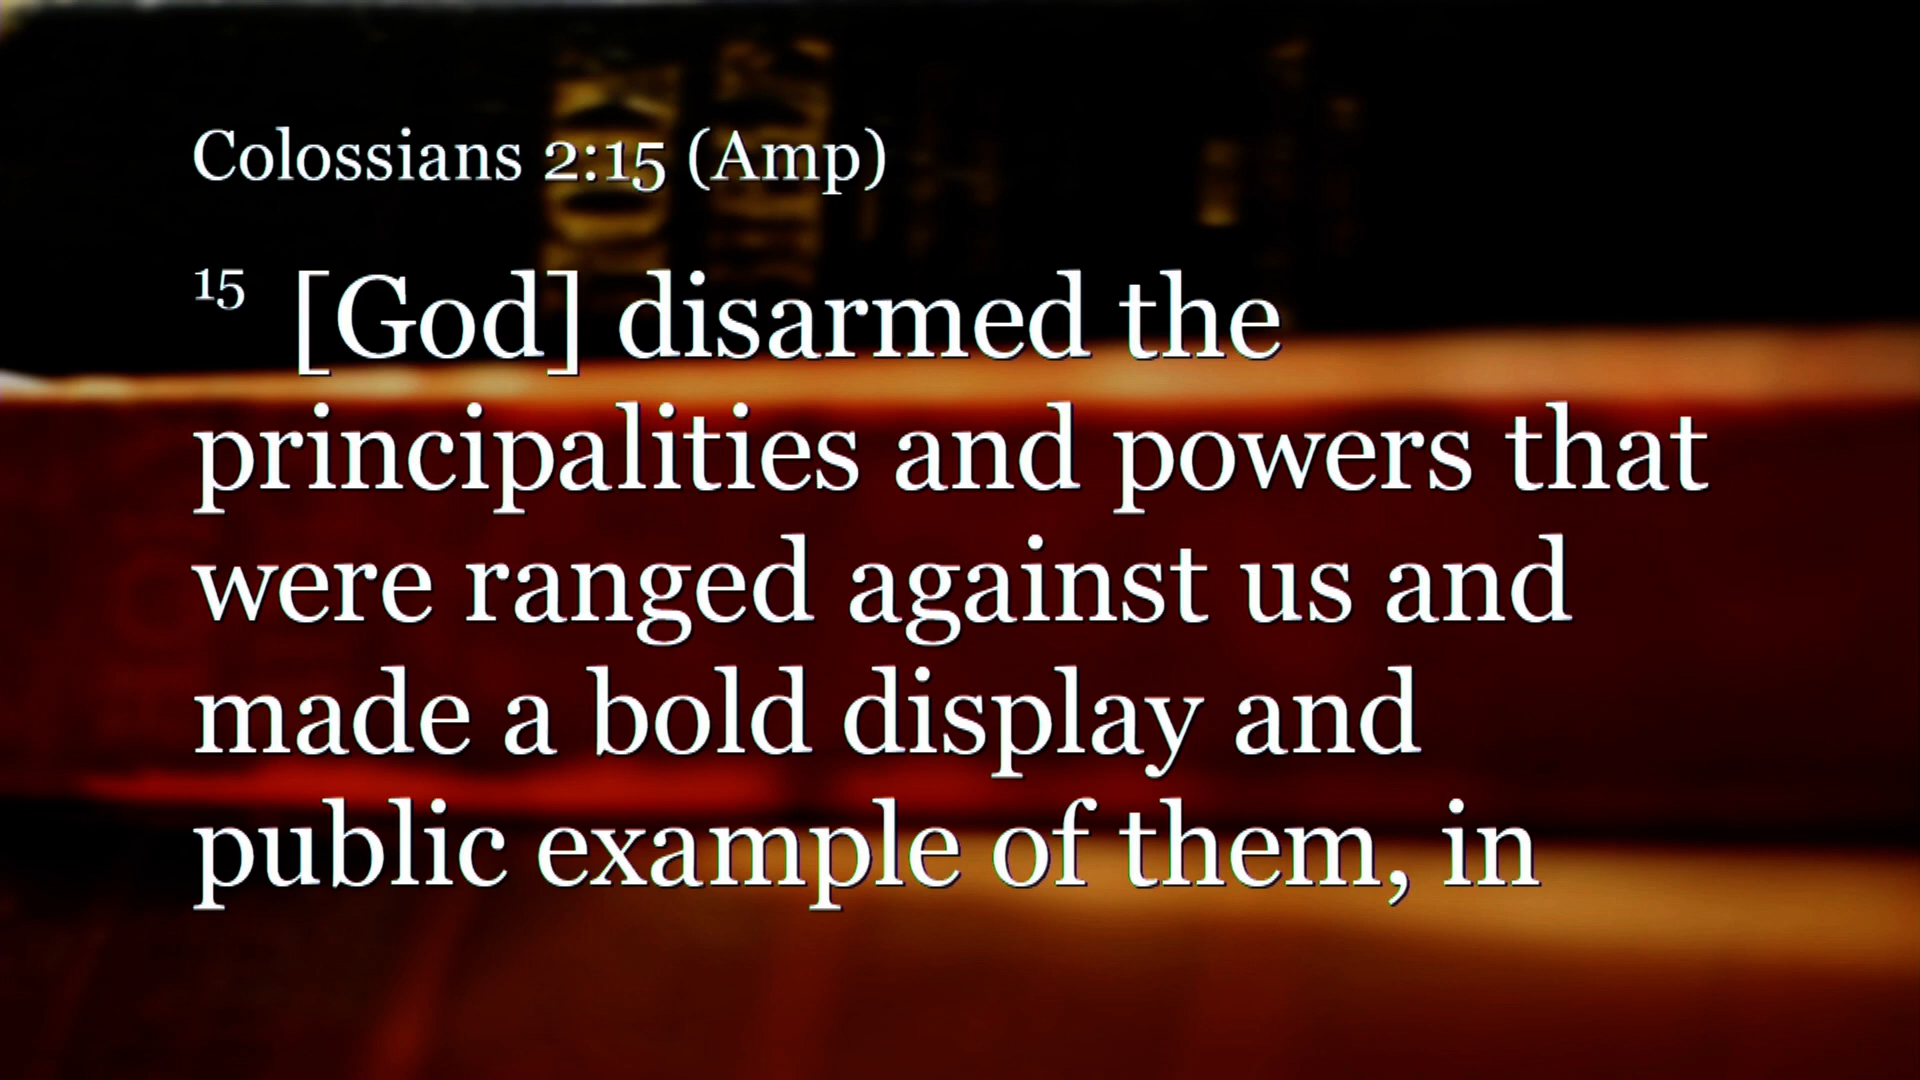 Colossians 2:15 (Amp)
15 [God] disarmed the
principalities and powers that
were ranged against us and
made a bold display and
public example of them, in